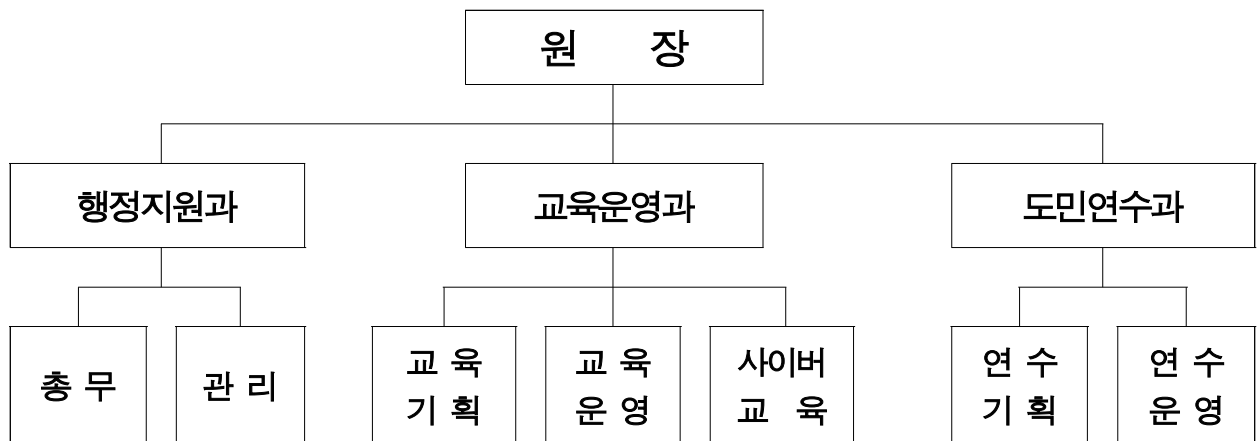 원 장
행정지원과 교육운영과 도민연수과
총 무 관 리 교 육 기 획 교 육 운 영 사이버 교 육 연 수 기 획 연 수 운 영